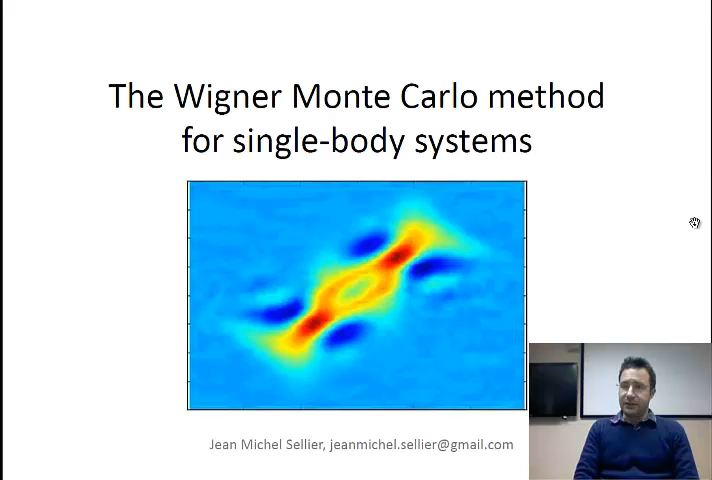 The Wigner Monte Carlo method
for single-body systems
Jean Michel Sellier, jeanmichel.sellier@gmail.com